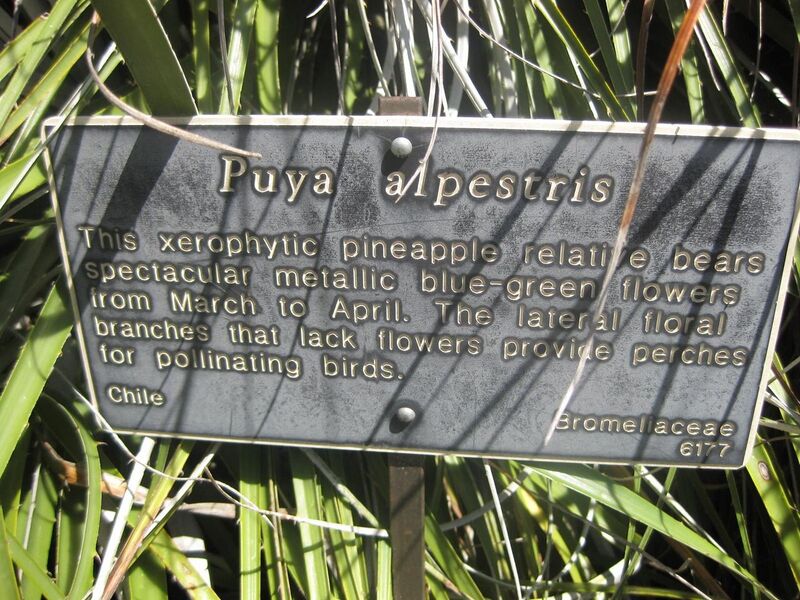 Puya alpestris
This xerophytic pineapple relative bears
spectacular metallic blue-green flowers
from March to April. The lateral floral
branches that lack flowers provide perches
for pollinating birds.
Chile
Bromeliaceae
6177